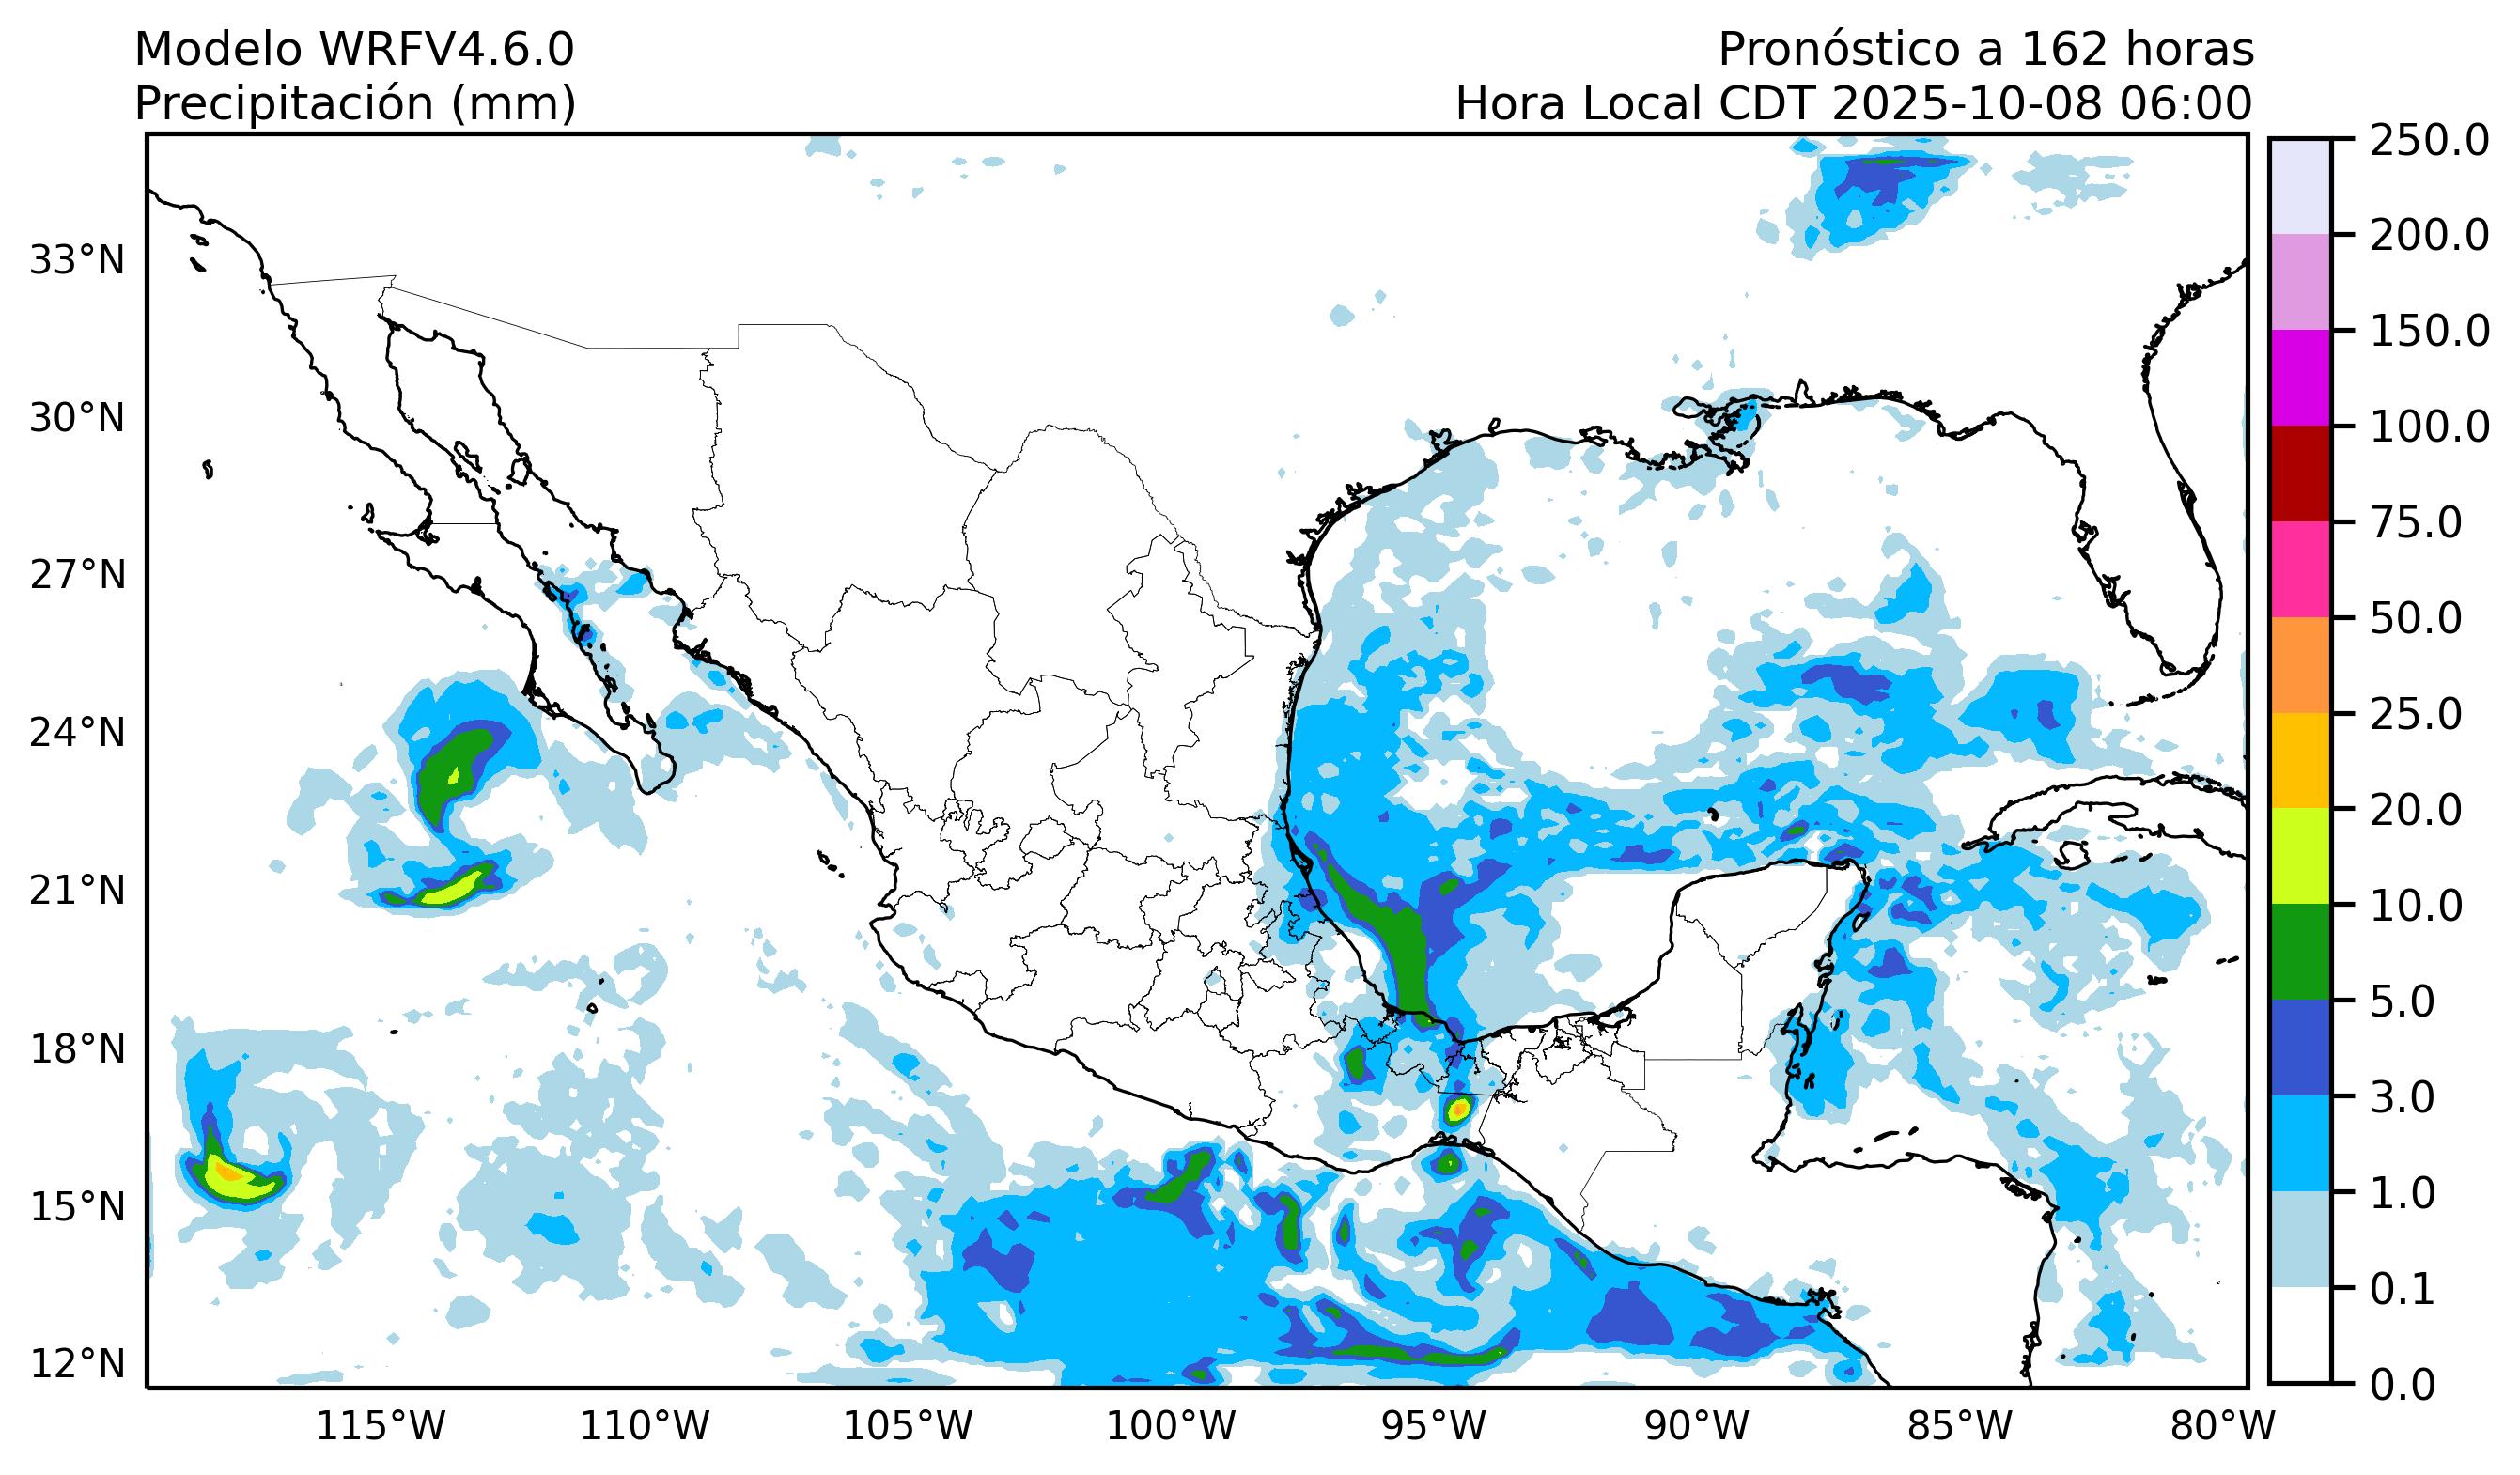 Modelo WRFV4.6.0
Precipitación (mm)
Pronóstico a 162 horas
Hora Local CDT 2025-10-08 06:00
33°N
30°N
27°N
24°N
21°N
18°N
15°N
12°N
115°W
110°W
105°W
100°W
95°W
90°W
85°W
80°W
250.0
200.0
150.0
100.0
75.0
50.0
25.0
20.0
10.0
5.0
3.0
1.0
0.1
0.0